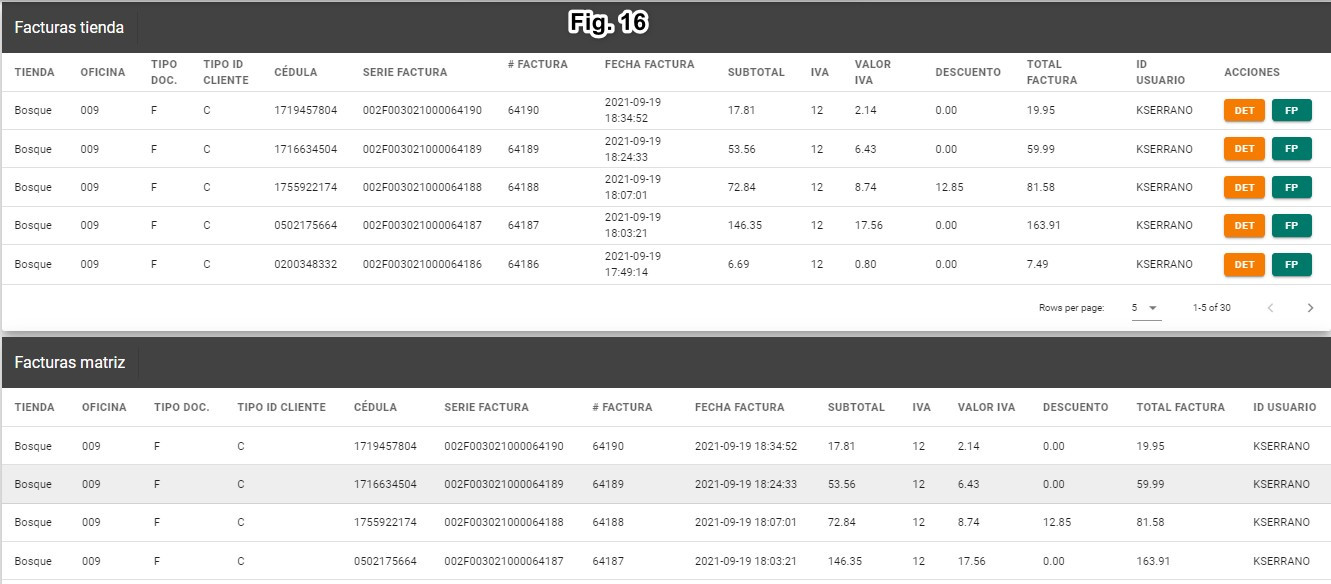 Fig. 16
Facturas tienda
TIENDA OFICINA TIPO DOC. TIPO ID CLIENTE CÉDULA SERIE FACTURA # FACTURA FECHA FACTURA SUBTOTAL IVA VALOR IVA DESCUENTO TOTAL FACTURA ID USUARIO ACCIONES
Bosque 009 F C 1719457804 002F003021000064190 64190 2021-09-19 18:34:52 17.81 12 2.14 0.00 19.95 KSERRANO DET FP
Bosque 009 F C 1716634504 002F003021000064189 64189 2021-09-19 18:24:33 53.56 12 6.43 0.00 59.99 KSERRANO DET FP
Bosque 009 F C 1755922174 002F003021000064188 64188 2021-09-19 18:07:01 72.84 12 8.74 12.85 81.58 KSERRANO DET FP
Bosque 009 F C 0502175664 002F003021000064187 64187 2021-09-19 18:03:21 146.35 12 17.56 0.00 163.91 KSERRANO DET FP
Bosque 009 F C 0200348332 002F003021000064186 64186 2021-09-19 17:49:14 6.69 12 0.80 0.00 7.49 KSERRANO DET FP
Rows per page: 5 1-5 of 30
Facturas matriz
TIENDA OFICINA TIPO DOC. TIPO ID CLIENTE CÉDULA SERIE FACTURA # FACTURA FECHA FACTURA SUBTOTAL IVA VALOR IVA DESCUENTO TOTAL FACTURA ID USUARIO
Bosque 009 F C 1719457804 002F003021000064190 64190 2021-09-19 18:34:52 17.81 12 2.14 0.00 19.95 KSERRANO
Bosque 009 F C 1716634504 002F003021000064189 64189 2021-09-19 18:24:33 53.56 12 6.43 0.00 59.99 KSERRANO
Bosque 009 F C 1755922174 002F003021000064188 64188 2021-09-19 18:07:01 72.84 12 8.74 12.85 81.58 KSERRANO
Bosque 009 F C 0502175664 002F003021000064187 64187 2021-09-19 18:03:21 146.35 12 17.56 0.00 163.91 KSERRANO